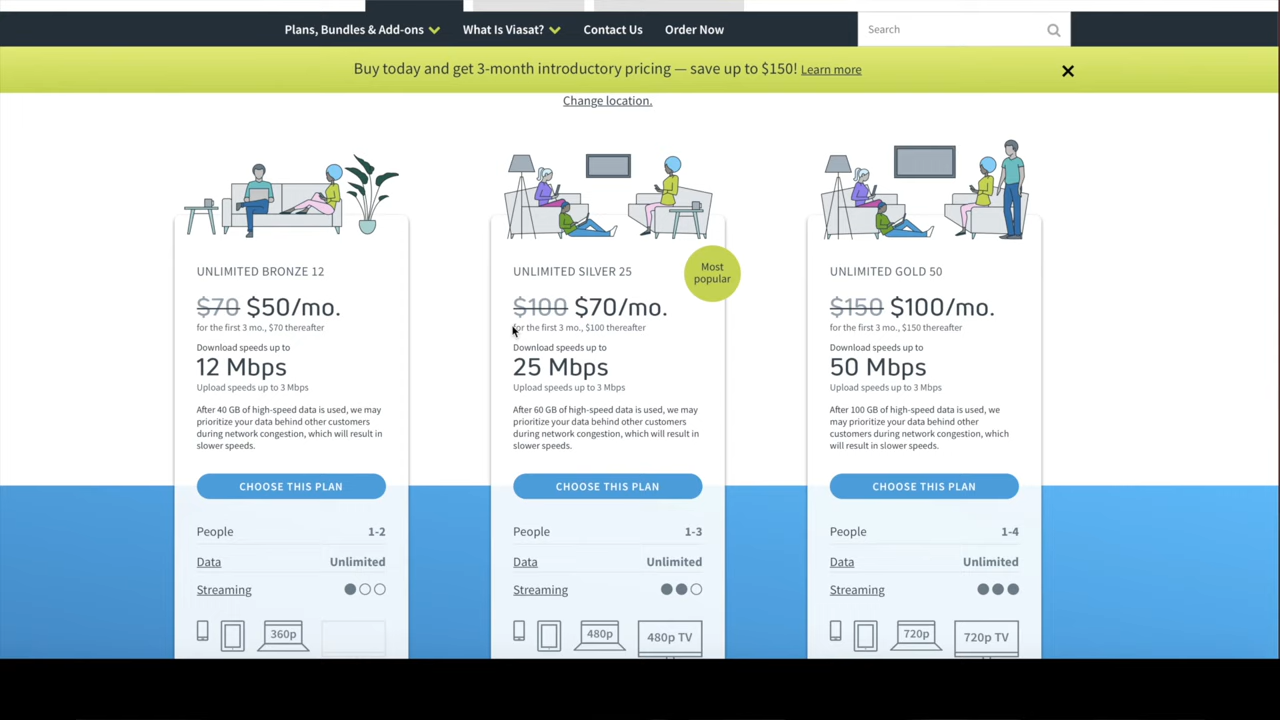 Plans, Bundles & Add-ons
What Is Viasat?
Contact Us
Order Now
Search
Buy today and get 3-month introductory pricing — save up to $150! Learn more
Change location.
UNLIMITED BRONZE 12
$70 $50/mo.
for the first 3 mo., $70 thereafter
Download speeds up to
12 Mbps
Upload speeds up to 3 Mbps
After 40 GB of high-speed data is used, we may
prioritize your data behind other customers
during network congestion, which will result in
slower speeds.
CHOOSE THIS PLAN
People 1-2
Data Unlimited
Streaming
360p
UNLIMITED SILVER 25
Most
popular
$100 $70/mo.
for the first 3 mo., $100 thereafter
Download speeds up to
25 Mbps
Upload speeds up to 3 Mbps
After 60 GB of high-speed data is used, we may
prioritize your data behind other customers
during network congestion, which will result in
slower speeds.
CHOOSE THIS PLAN
People 1-3
Data Unlimited
Streaming
480p 480p TV
UNLIMITED GOLD 50
$150 $100/mo.
for the first 3 mo., $150 thereafter
Download speeds up to
50 Mbps
Upload speeds up to 3 Mbps
After 100 GB of high-speed data is used, we
may prioritize your data behind other
customers during network congestion, which
will result in slower speeds.
CHOOSE THIS PLAN
People 1-4
Data Unlimited
Streaming
720p 720p TV